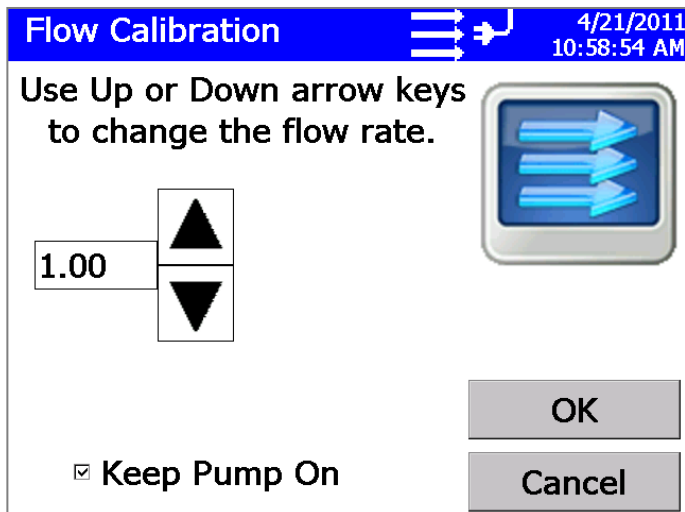 Flow Calibration
4/21/2011
10:58:54 AM
Use Up or Down arrow keys
to change the flow rate.
1.00
OK
Keep Pump On
Cancel